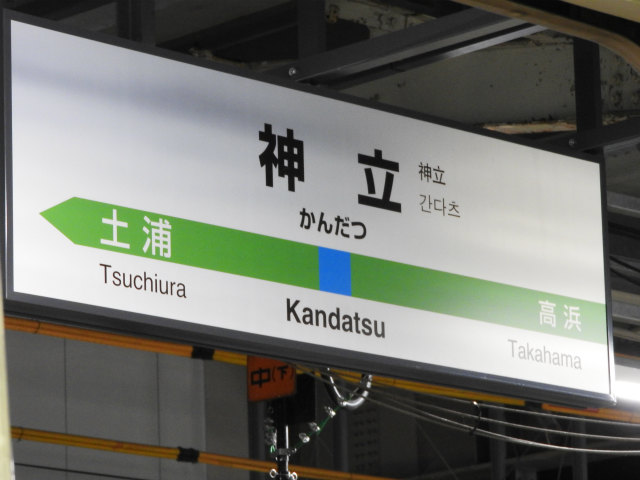 神立
神立
간다츠
かんだつ
土浦
高浜
Tsuchiura
Kandatsu
Takahama
中(下)